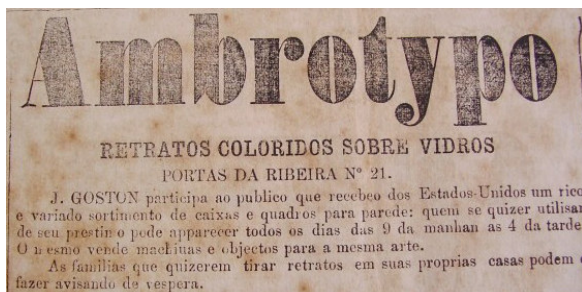 Ambrotypo
RETRATOS COLORIDOS SOBRE VIDROS
PORTAS DA RIBEIRA Nº 21.
J. GOSTON participa ao publico que recebeo dos Estados-Unidos um rico
e variado sortimento de caixas e quadros para parede: quem se quizer utilisar
de seu prestino pode apparecer todos os dias das 9 da manhan as 4 da tarde
O mesmo vende machinas e objectos para a mesma arte.
As familias que quizerem tirar retratos em suas proprias casas podem
fazer avisando de vespera.